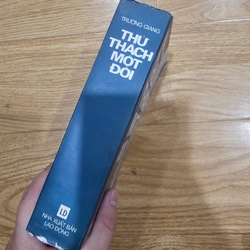 TRƯỜNG GIANG
THỬ
THÁCH
MỘT
ĐỜI
LĐ
NHÀ XUẤT BẢN
LAO ĐỘNG